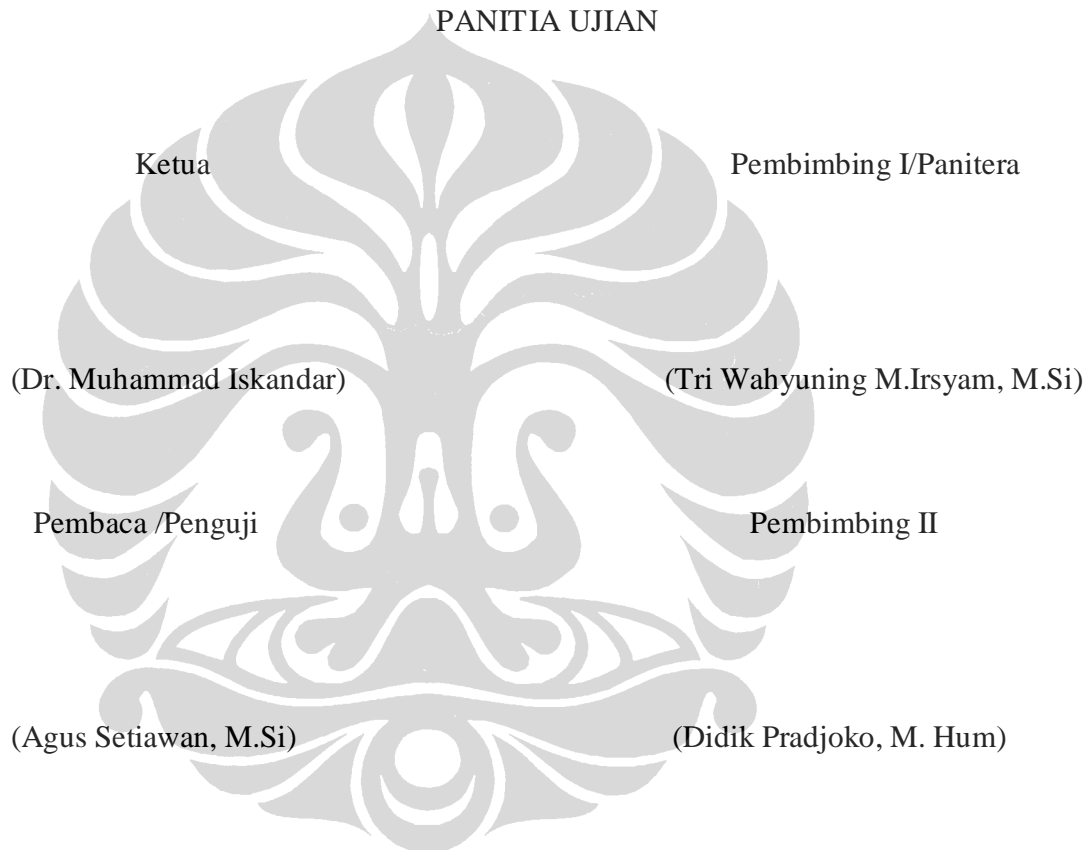 PANITIA UJIAN
Ketua Pembimbing I/Panitera
(Dr. Muhammad Iskandar) (Tri Wahyuning M.Irsyam, M.Si)
Pembaca /Penguji Pembimbing II
(Agus Setiawan, M.Si) (Didik Pradjoko, M. Hum)